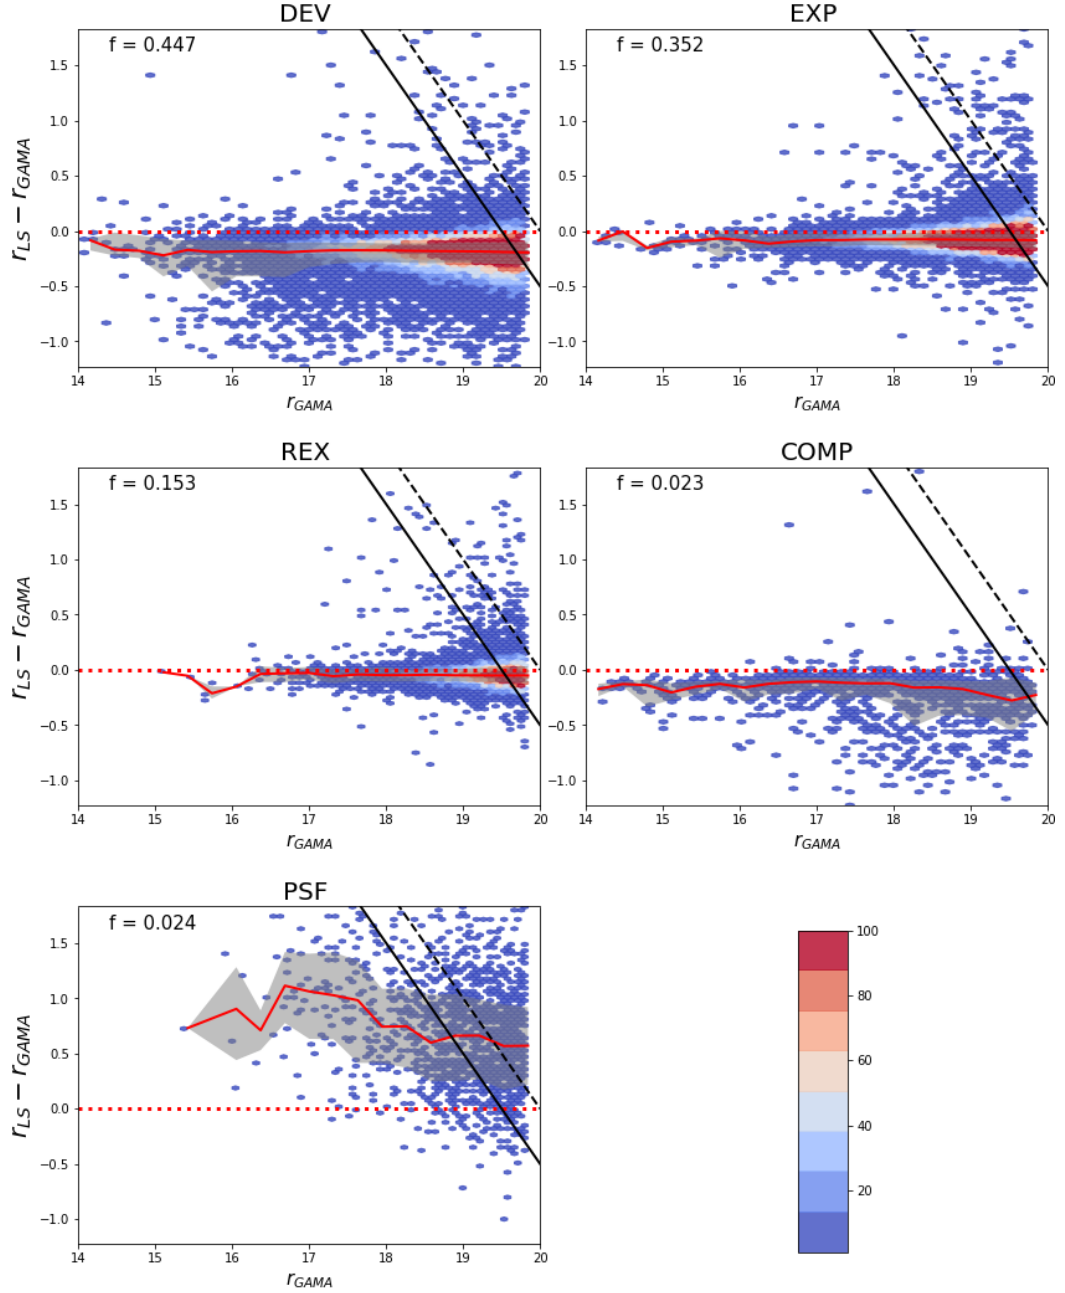 DEV
f = 0.447
1.5
1.0
0.5
0.0
−0.5
−1.0
r_LS − r_GAMA
14 15 16 17 18 19 20
r_GAMA
EXP
f = 0.352
1.5
1.0
0.5
0.0
−0.5
−1.0
14 15 16 17 18 19 20
r_GAMA
REX
f = 0.153
1.5
1.0
0.5
0.0
−0.5
−1.0
r_LS − r_GAMA
14 15 16 17 18 19 20
r_GAMA
COMP
f = 0.023
1.5
1.0
0.5
0.0
−0.5
−1.0
14 15 16 17 18 19 20
r_GAMA
PSF
f = 0.024
1.5
1.0
0.5
0.0
−0.5
−1.0
r_LS − r_GAMA
14 15 16 17 18 19 20
r_GAMA
100
80
60
40
20